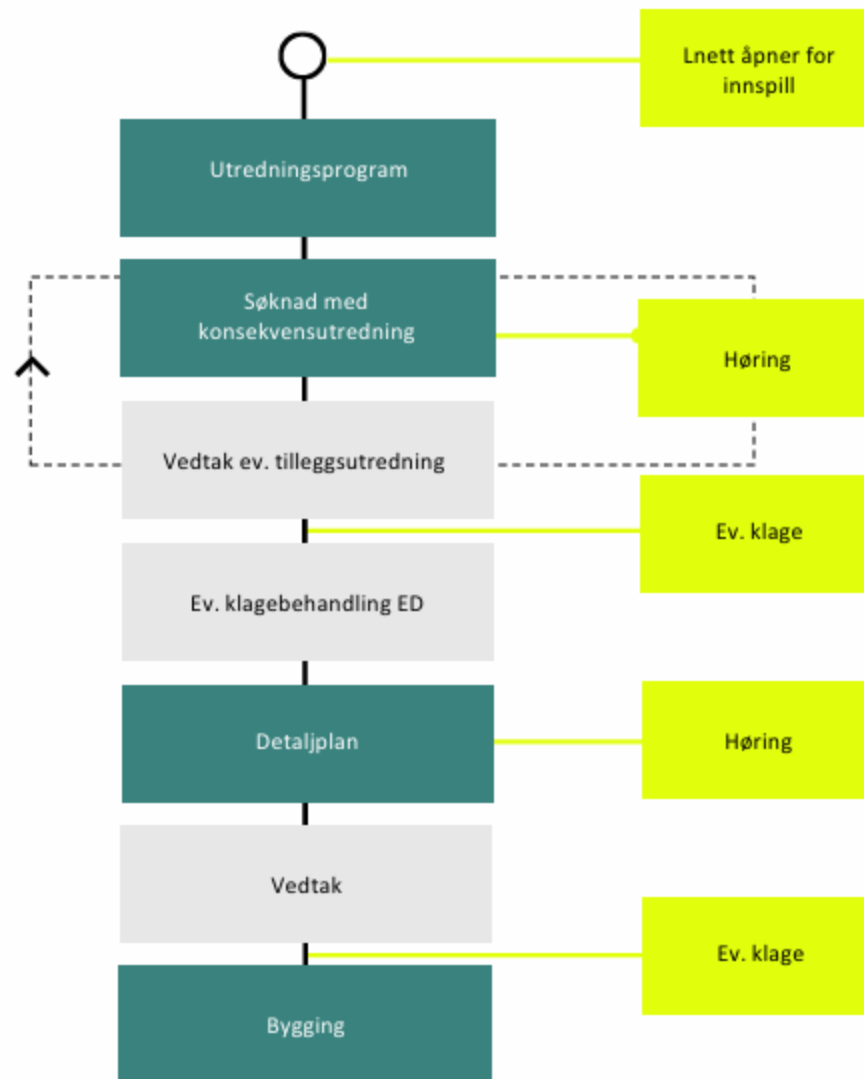 Lnett åpner for
innspill
Utredningsprogram
Søknad med
konsekvensutredning
Høring
Vedtak ev. tilleggsutredning
Ev. klage
Ev. klagebehandling ED
Detaljplan
Høring
Vedtak
Ev. klage
Bygging